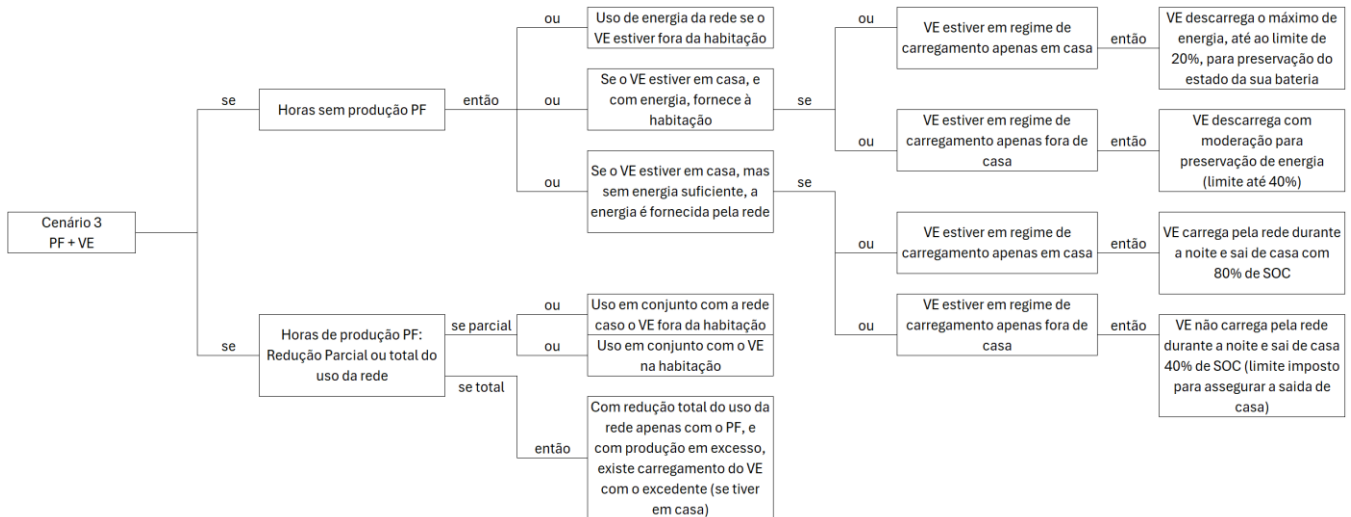 Cenário 3
PF + VE
se
Horas sem produção PF
então
ou
Uso de energia da rede se o
VE estiver fora da habitação
ou
Se o VE estiver em casa, e
com energia, fornece à
habitação
se
ou
VE estiver em regime de
carregamento apenas em casa
então
VE descarrega o máximo de
energia, até ao limite de
20%, para preservação do
estado da sua bateria
ou
VE estiver em regime de
carregamento apenas fora de
casa
então
VE descarrega com
moderação para
preservação de energia
(limite até 40%)
ou
Se o VE estiver em casa, mas
sem energia suficiente, a
energia é fornecida pela rede
se
ou
VE estiver em regime de
carregamento apenas em casa
então
VE carrega pela rede durante
a noite e sai de casa com
80% de SOC
ou
VE estiver em regime de
carregamento apenas fora de
casa
então
VE não carrega pela rede
durante a noite e sai de casa
40% de SOC (limite imposto
para assegurar a saida de
casa)
se
Horas de produção PF:
Redução Parcial ou total do
uso da rede
se parcial
ou
Uso em conjunto com a rede
caso o VE fora da habitação
ou
Uso em conjunto com o VE
na habitação
se total
então
Com redução total do uso da
rede apenas com o PF, e
com produção em excesso,
existe carregamento do VE
com o excedente (se tiver
em casa)